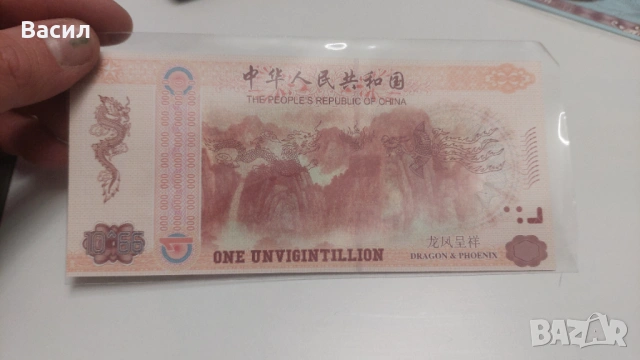 Васил
中华人民共和国
THE PEOPLE'S REPUBLIC OF CHINA
ONE UNVIGINTILLION
龙凤呈祥
DRAGON & PHOENIX
BAZAR